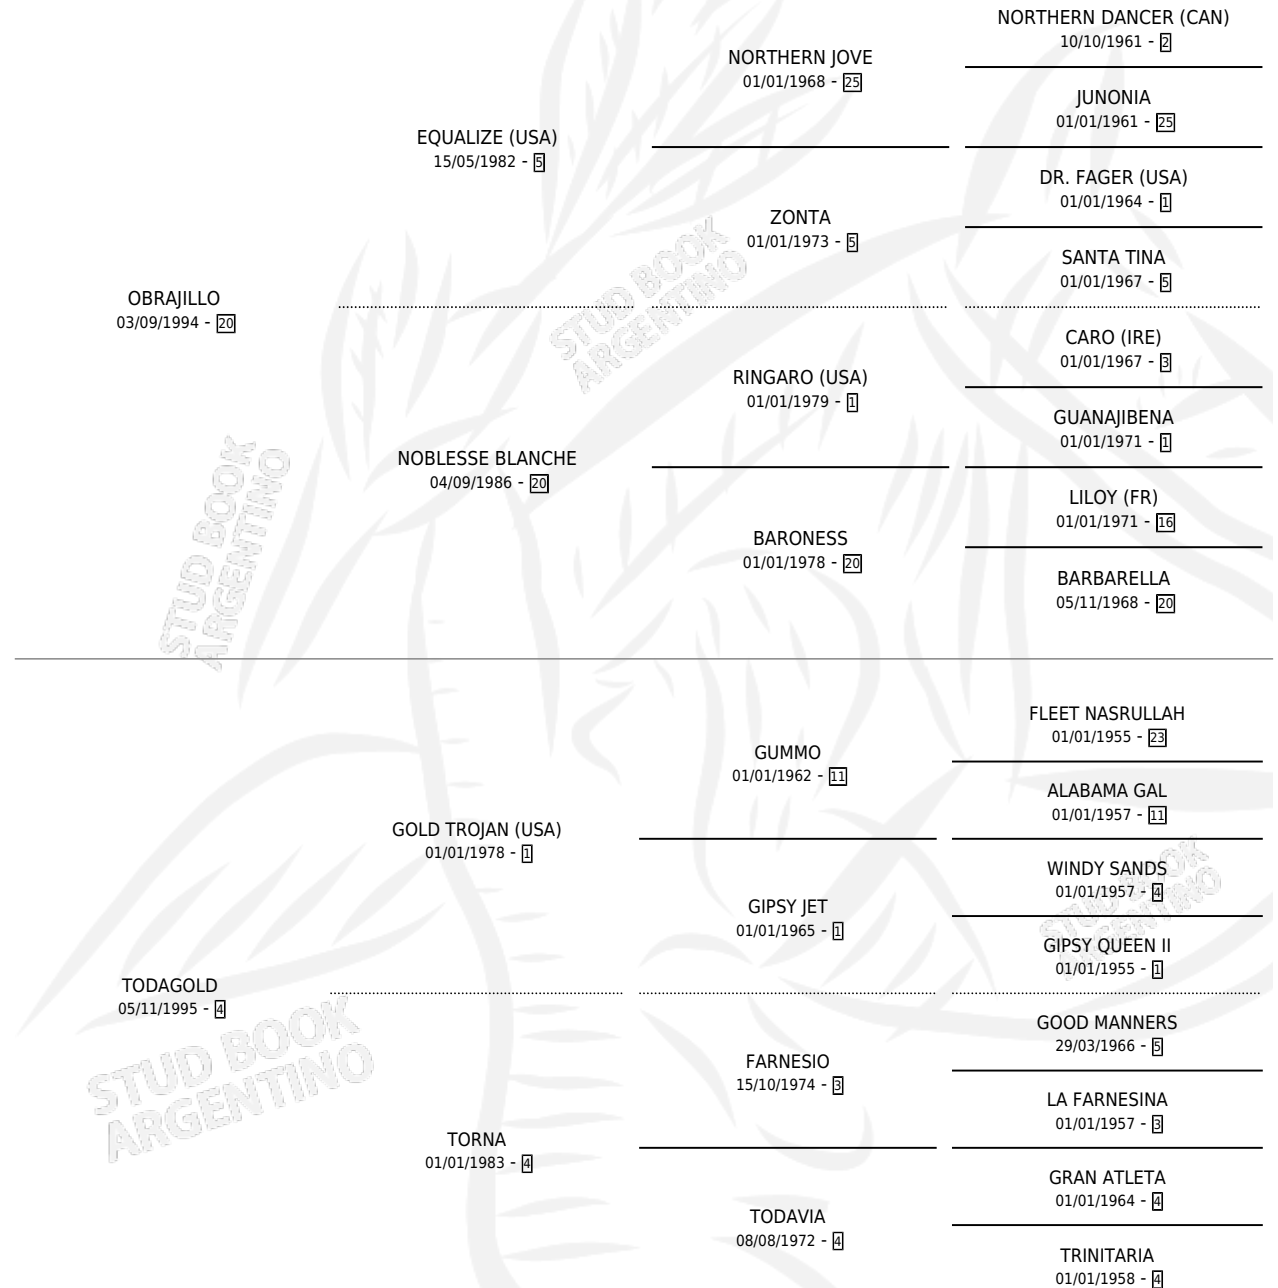 NORTHERN DANCER (CAN)
10/10/1961 - 2
NORTHERN JOVE
01/01/1968 - 25
JUNONIA
01/01/1961 - 25
EQUALIZE (USA)
15/05/1982 - 5
DR. FAGER (USA)
01/01/1964 - 1
ZONTA
01/01/1973 - 5
SANTA TINA
01/01/1967 - 5
OBRAJILLO
03/09/1994 - 20
CARO (IRE)
01/01/1967 - 3
RINGARO (USA)
01/01/1979 - 1
GUANAJIBENA
01/01/1971 - 1
NOBLESSE BLANCHE
04/09/1986 - 20
LILOY (FR)
01/01/1971 - 16
BARONESS
01/01/1978 - 20
BARBARELLA
05/11/1968 - 20
FLEET NASRULLAH
01/01/1955 - 23
GUMMO
01/01/1962 - 11
ALABAMA GAL
01/01/1957 - 11
GOLD TROJAN (USA)
01/01/1978 - 1
WINDY SANDS
01/01/1957 - 4
GIPSY JET
01/01/1965 - 1
GIPSY QUEEN II
01/01/1955 - 1
TODAGOLD
05/11/1995 - 4
GOOD MANNERS
29/03/1966 - 5
FARNESIO
15/10/1974 - 3
LA FARNESINA
01/01/1957 - 3
TORNA
01/01/1983 - 4
GRAN ATLETA
01/01/1964 - 4
TODAVIA
08/08/1972 - 4
TRINITARIA
01/01/1958 - 4
STUD BOOK
ARGENTINO
STUD BOOK
ARGENTINO
STUD BOOK
ARGENTINO
STUD BOOK
ARGENTINO